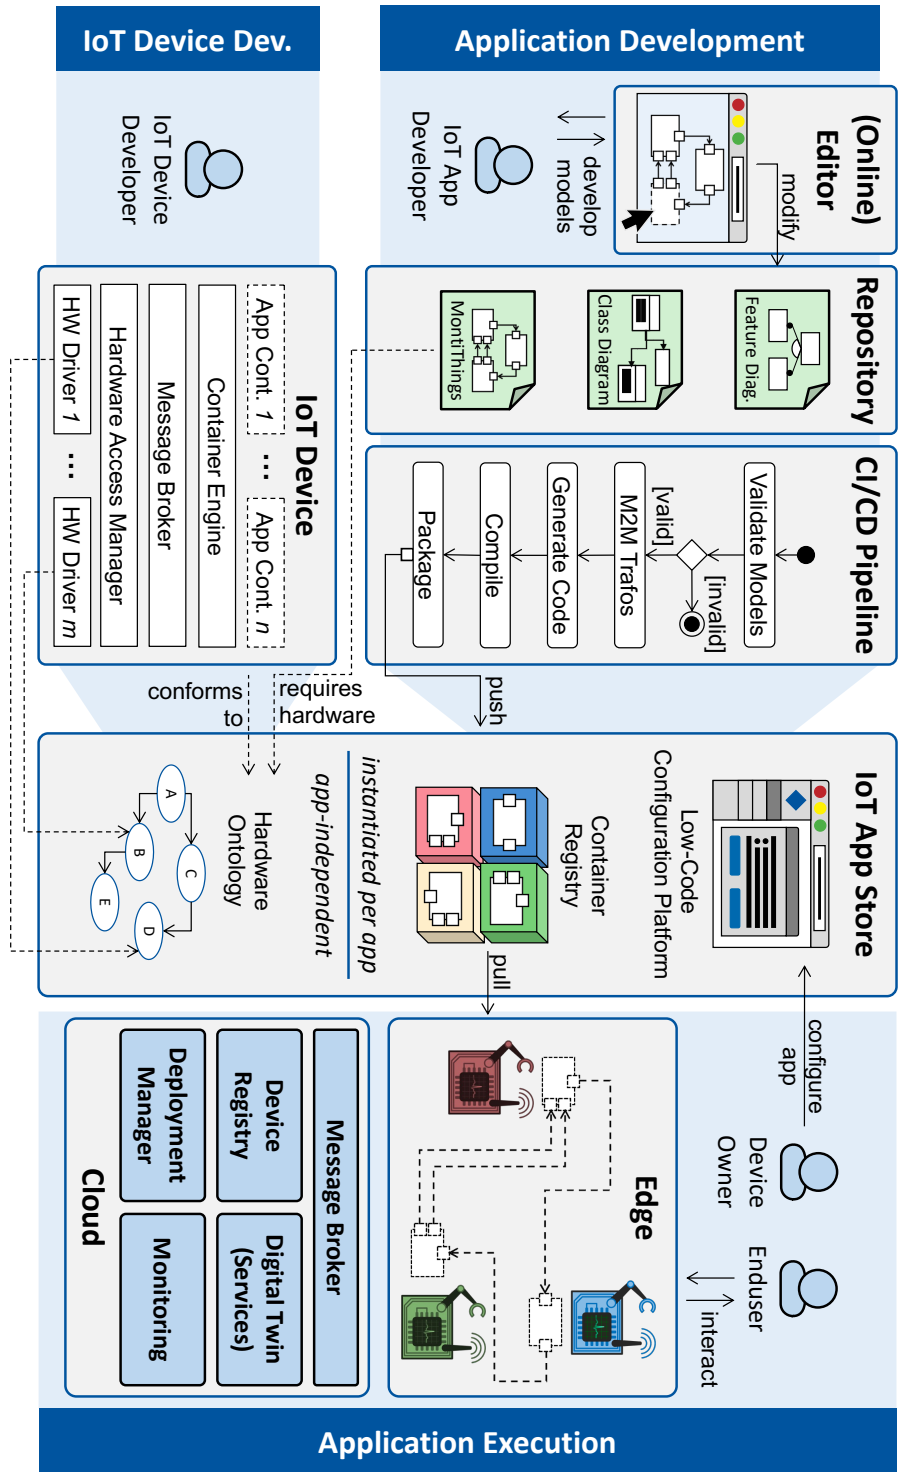 IoT Device Dev.
Application Development
(Online)
Editor
develop
models
modify
IoT App
Developer
IoT Device
Developer
Repository
Feature Diag.
Class Diagram
MontiThings
CI/CD Pipeline
Validate Models
[invalid]
[valid]
M2M Trafos
Generate Code
Compile
Package
push
IoT Device
App Cont. 1
...
App Cont. n
Container Engine
Message Broker
Hardware Access Manager
HW Driver 1
...
HW Driver m
requires
hardware
conforms
to
IoT App Store
Low-Code
Configuration Platform
Container
Registry
instantiated per app
app-independent
Hardware
Ontology
A
B
C
D
E
pull
configure
app
Device
Owner
Enduser
interact
Edge
Message Broker
Device
Registry
Digital Twin
(Services)
Deployment
Manager
Monitoring
Cloud
Application Execution